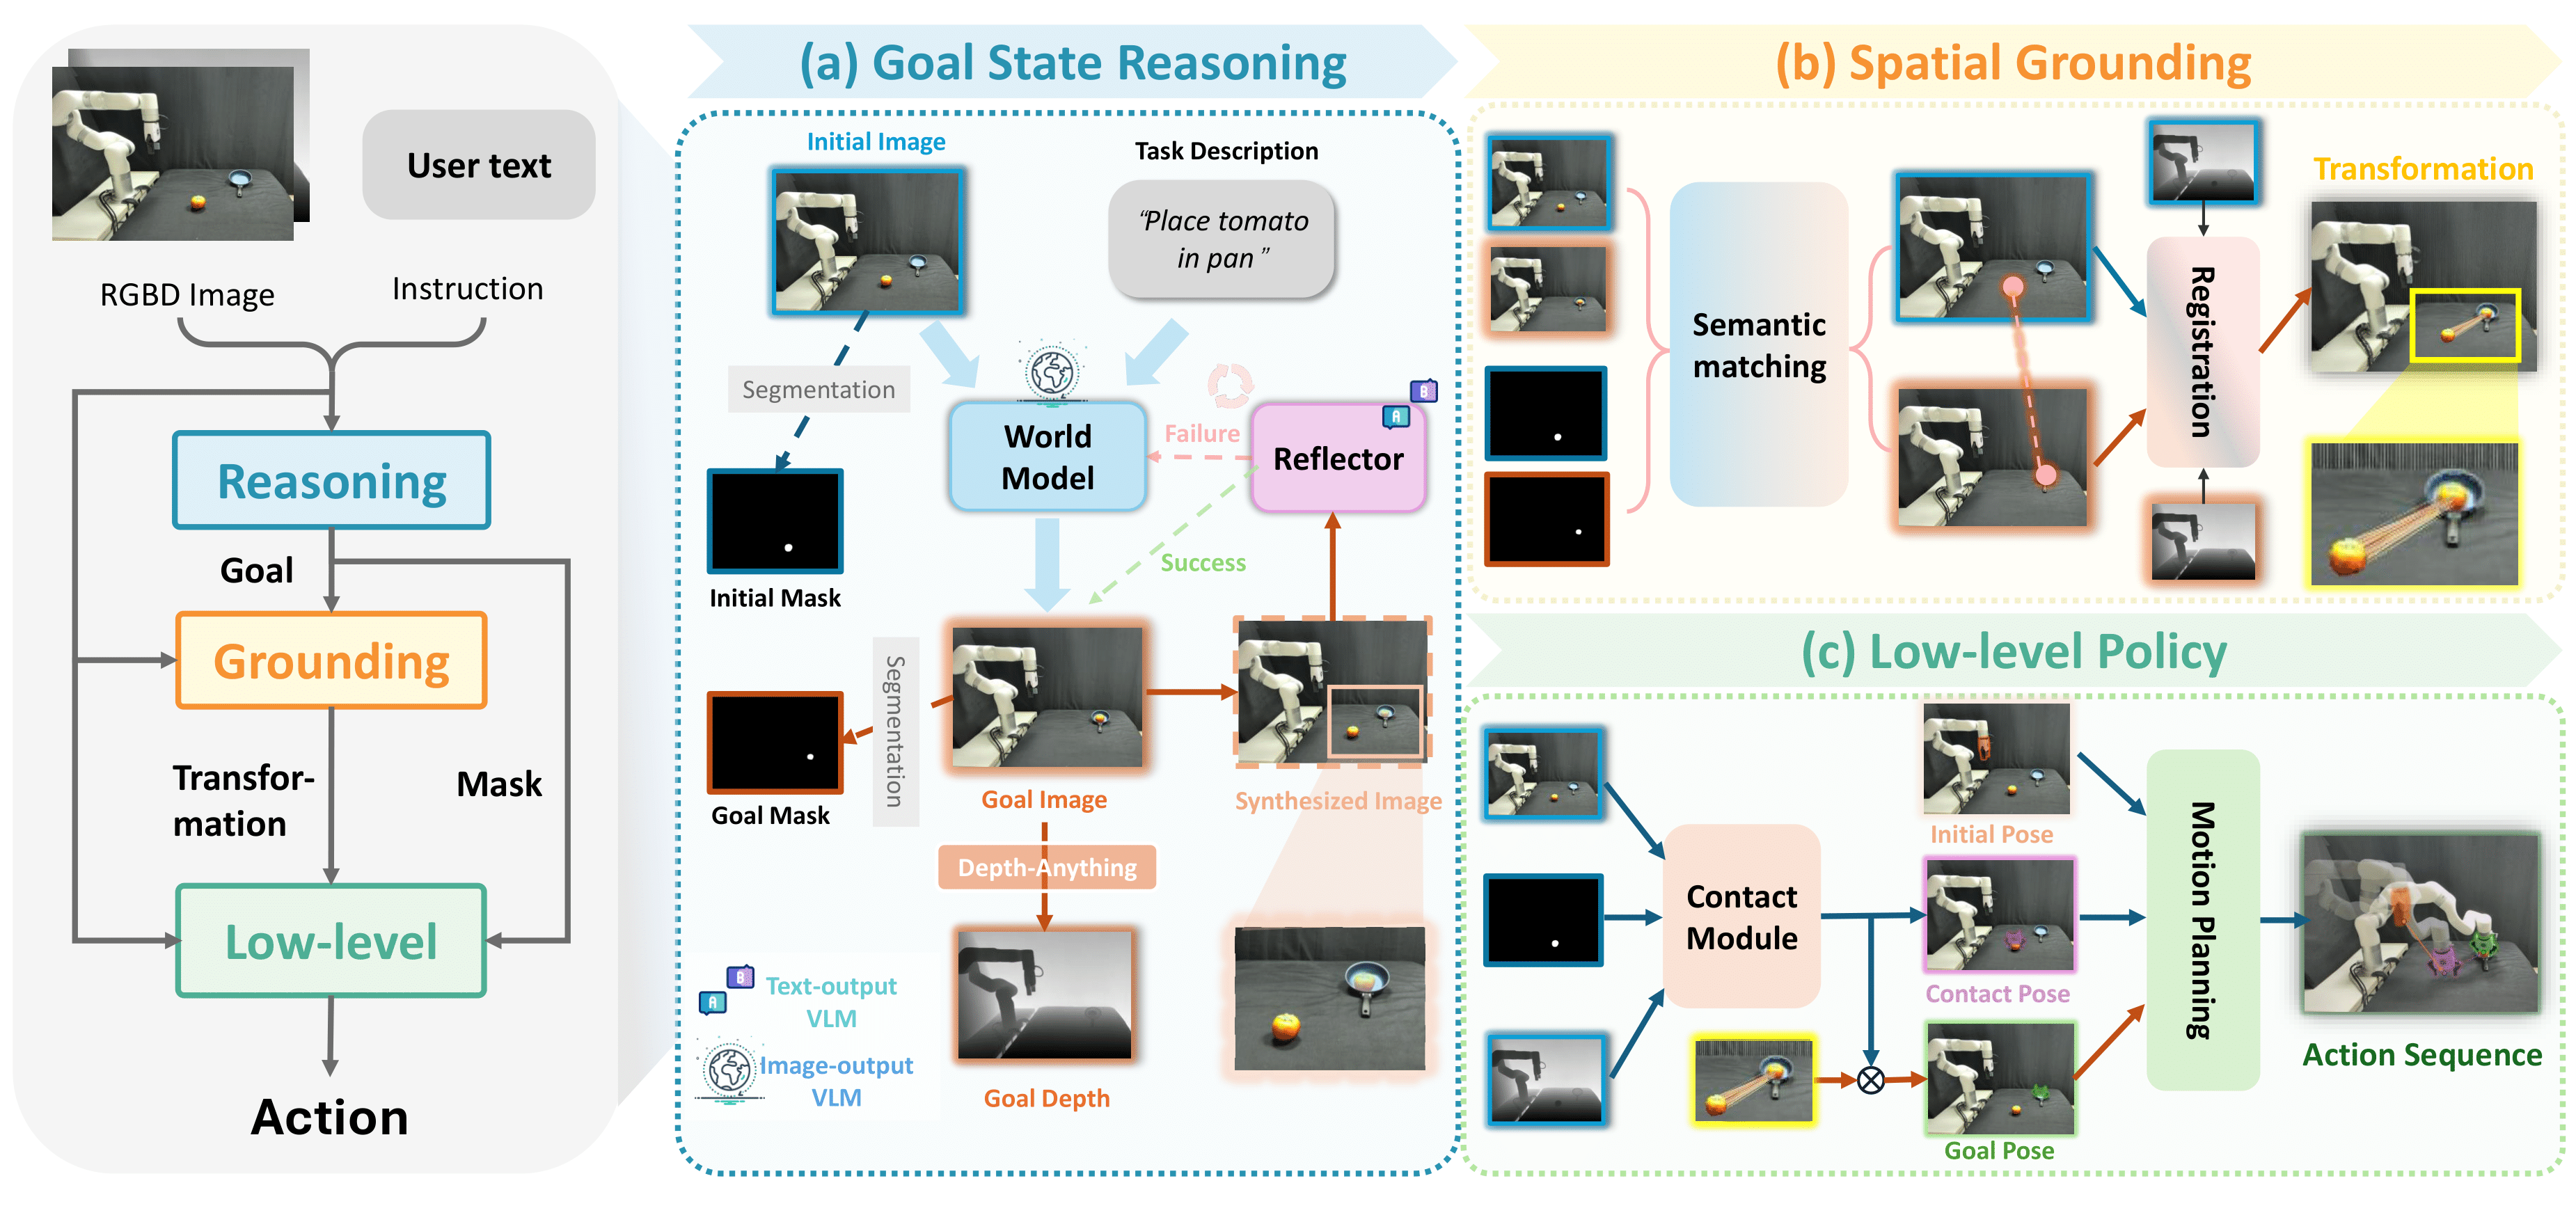 User text
RGBD Image
Instruction
Reasoning
Goal
Grounding
Transfor-
mation
Mask
Low-level
Action
(a) Goal State Reasoning
Initial Image
Task Description
“Place tomato
in pan ”
Segmentation
World
Model
Failure
B
A
Reflector
Success
Initial Mask
Segmentation
Goal Mask
Goal Image
Synthesized Image
Depth-Anything
Goal Depth
B
A
Text-output
VLM
Image-output
VLM
(b) Spatial Grounding
Semantic
matching
Registration
Transformation
(c) Low-level Policy
Contact
Module
Initial Pose
Contact Pose
Goal Pose
Motion Planning
Action Sequence